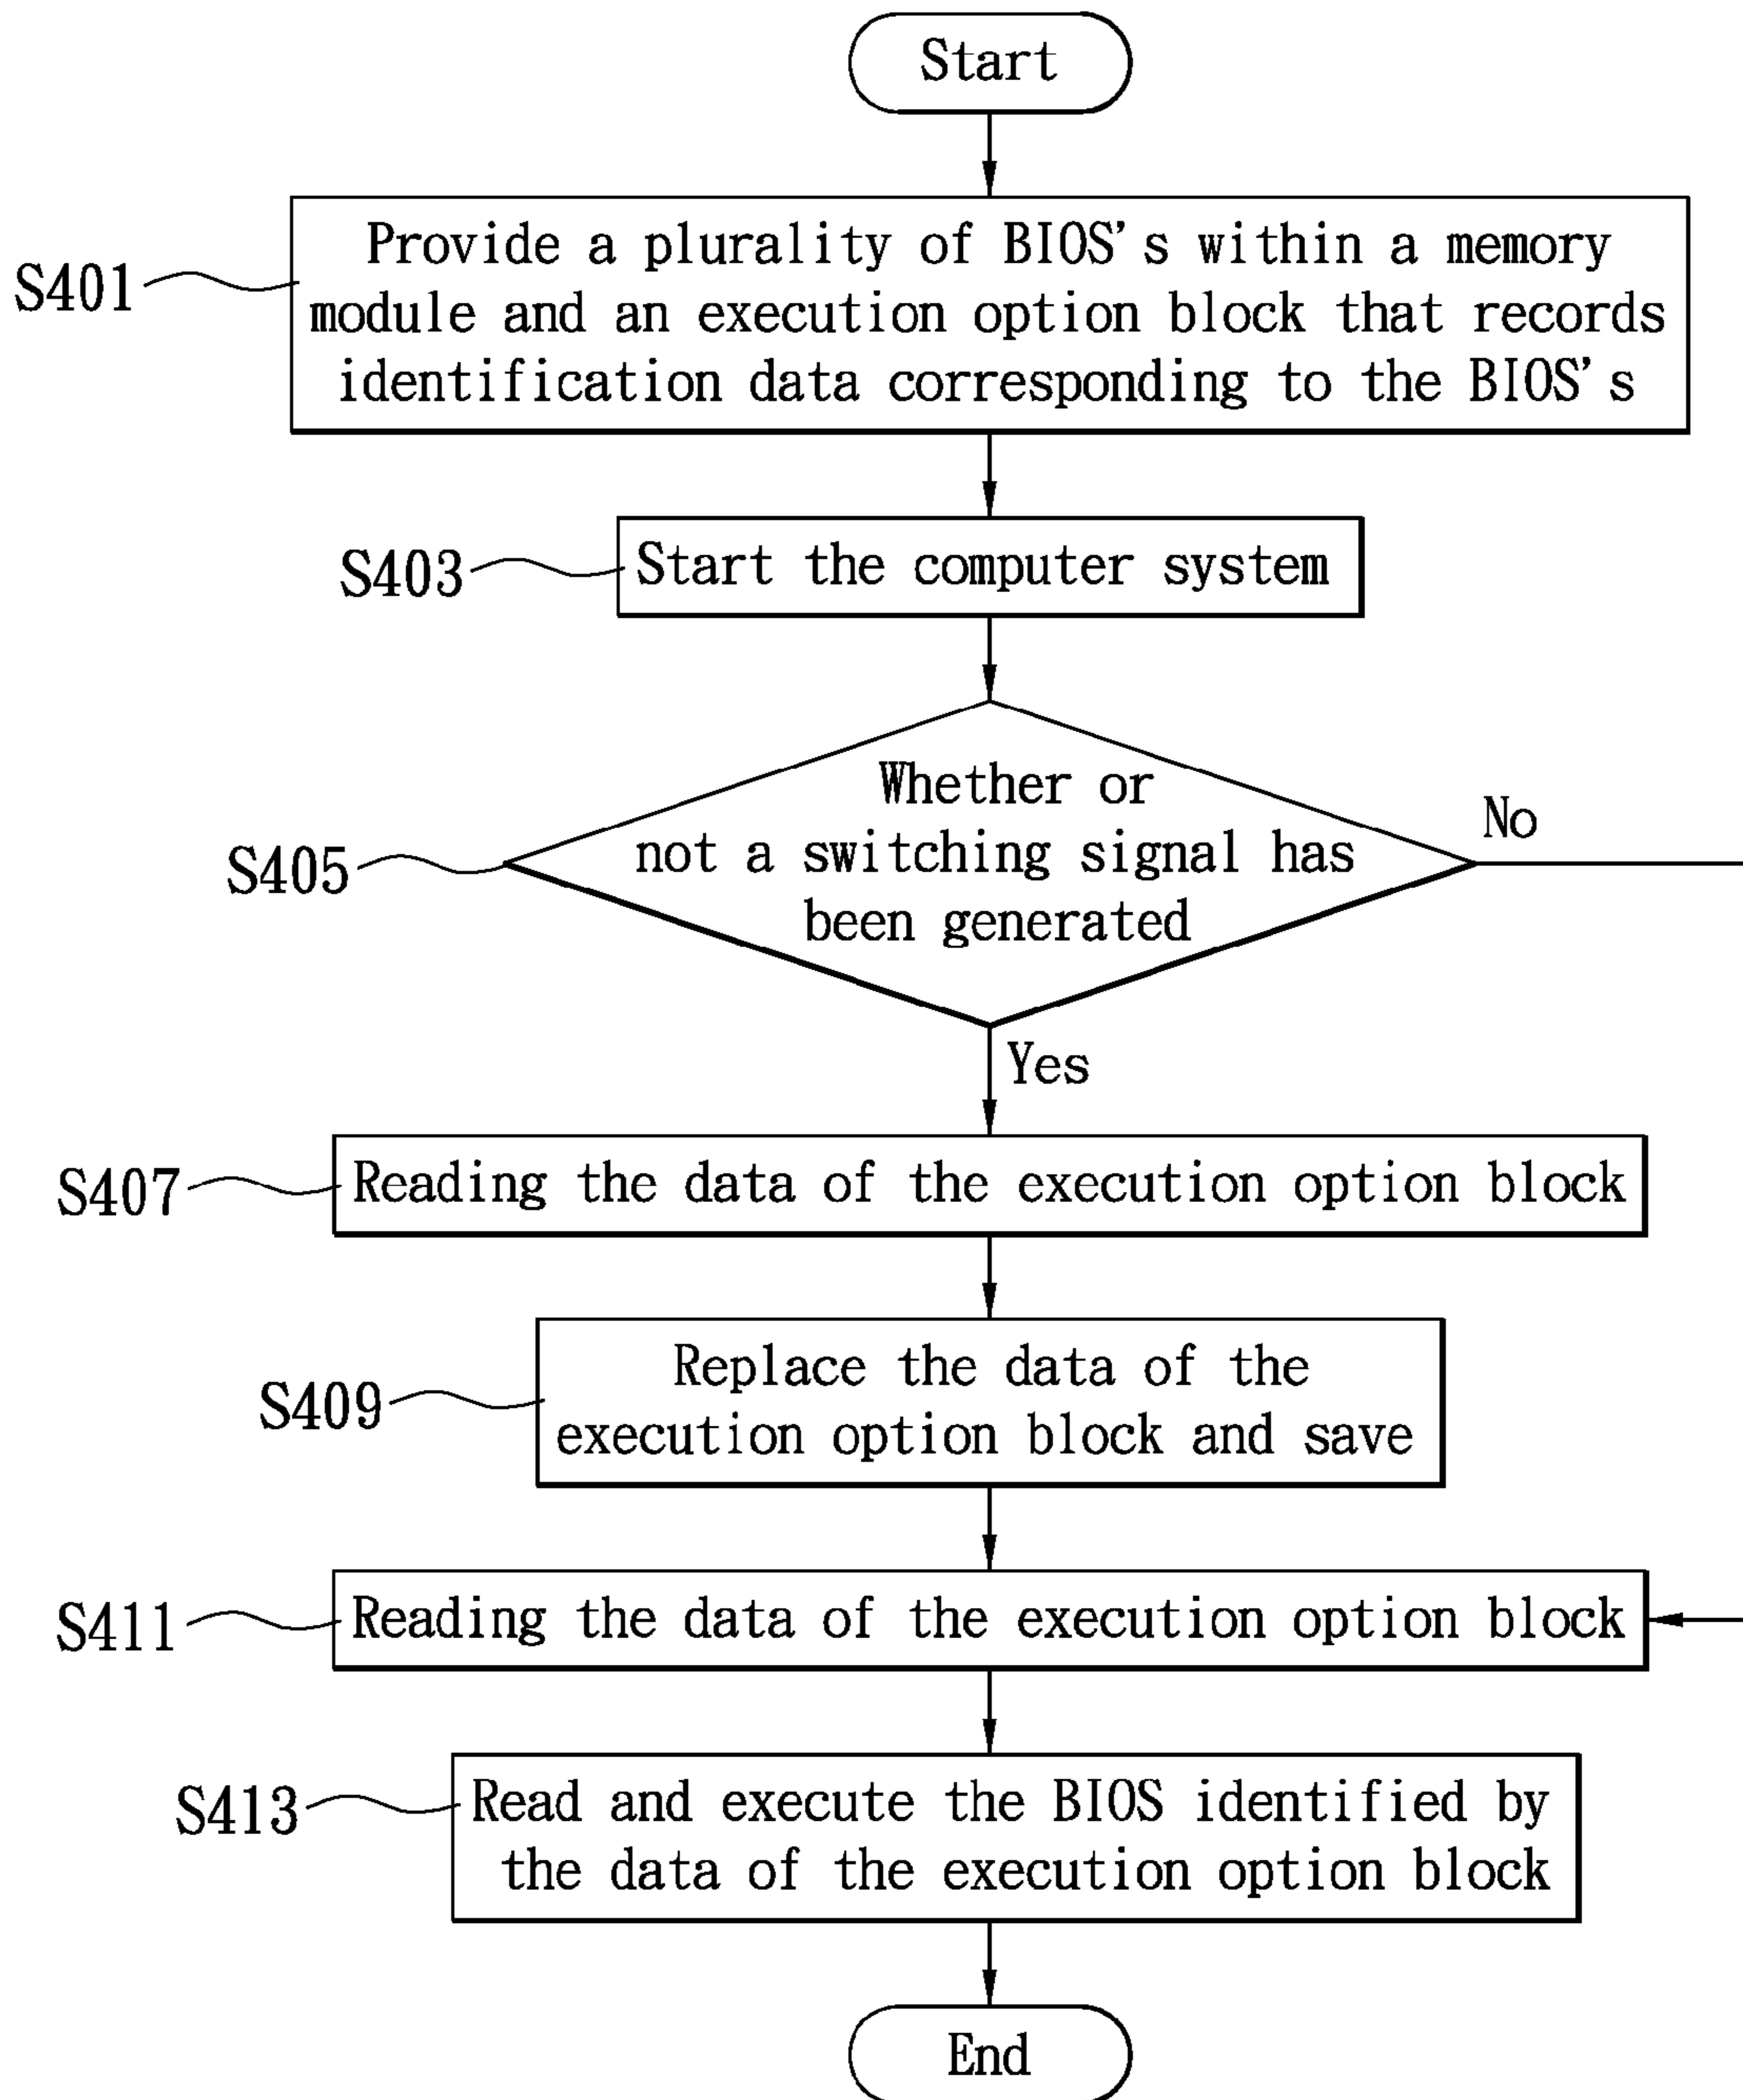 Start
S401
Provide a plurality of BIOS's within a memory
module and an execution option block that records
identification data corresponding to the BIOS's
S403
Start the computer system
S405
Whether or
not a switching signal has
been generated
No
Yes
S407
Reading the data of the execution option block
S409
Replace the data of the
execution option block and save
S411
Reading the data of the execution option block
S413
Read and execute the BIOS identified by
the data of the execution option block
End